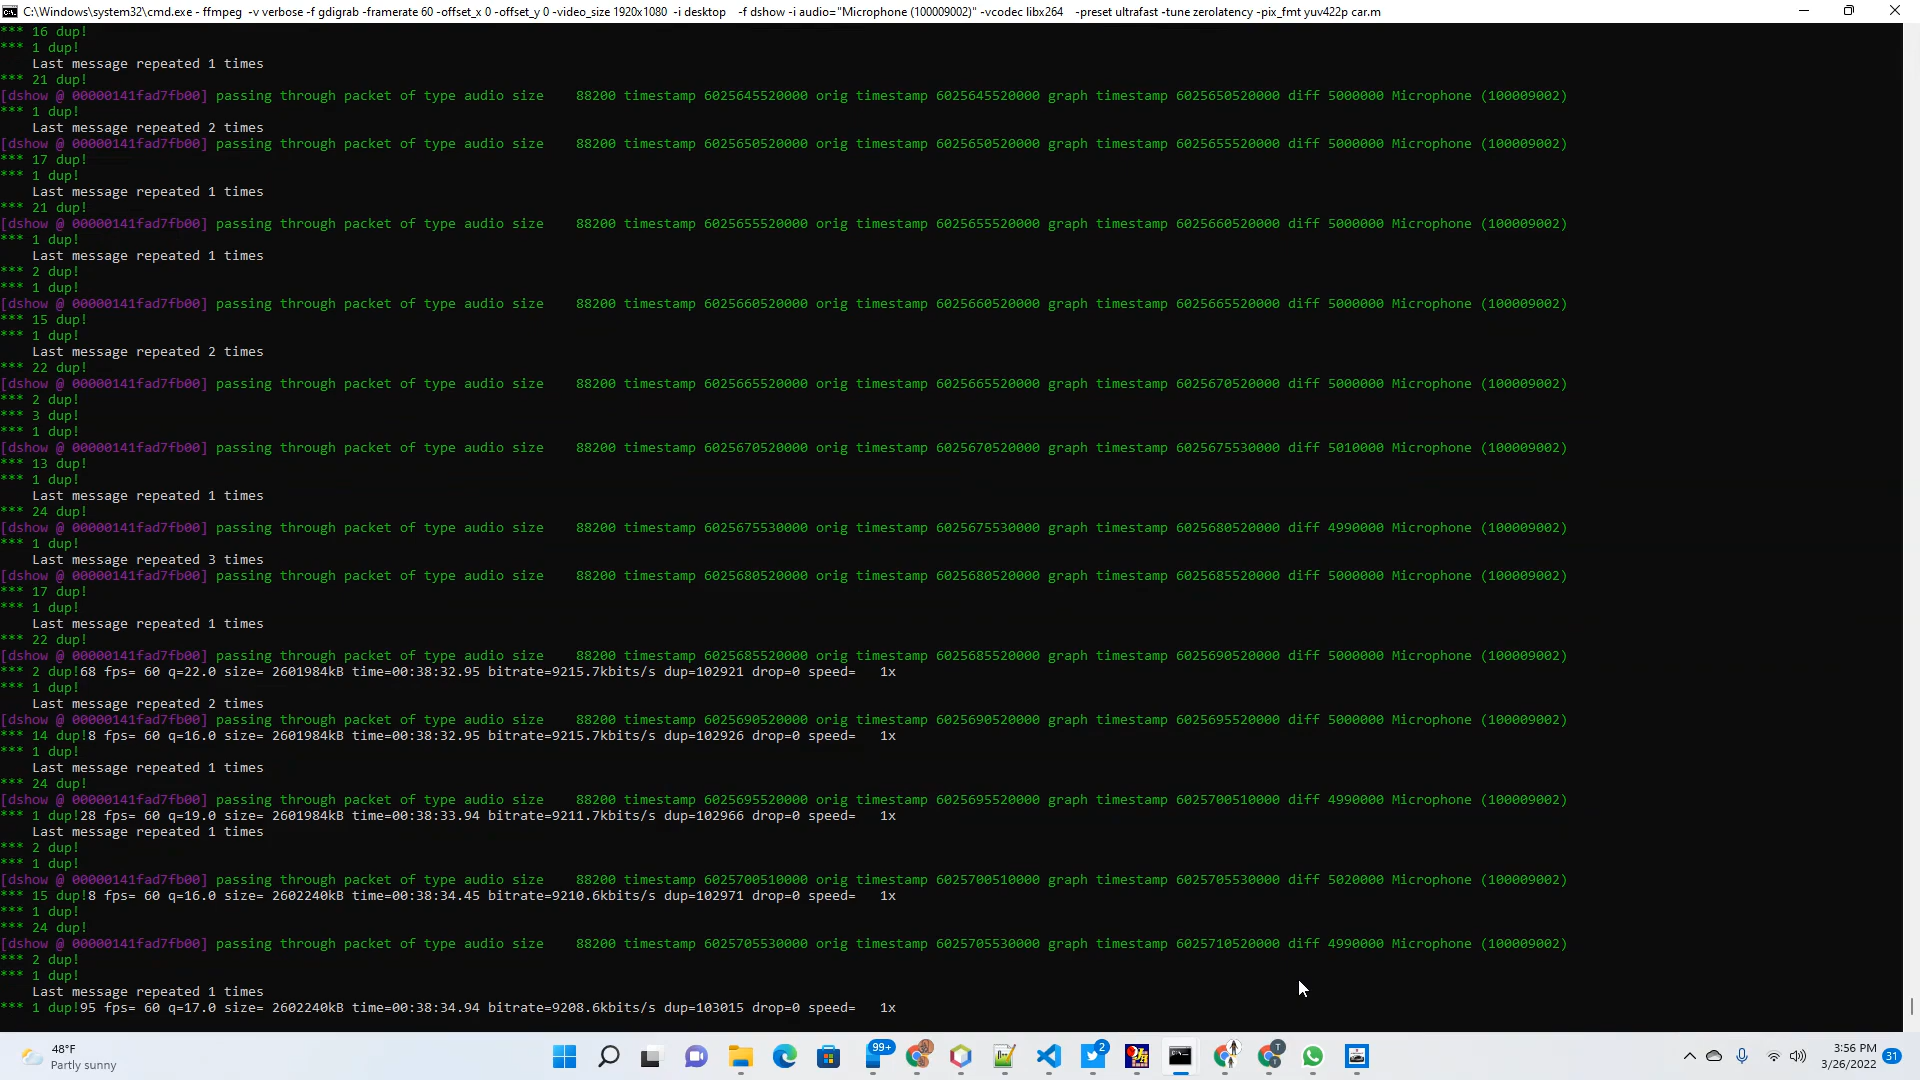 C:\Windows\system32\cmd.exe - ffmpeg -v verbose -f gdigrab -framerate 60 -offset_x 0 -offset_y 0 -video_size 1920x1080 -i desktop -f dshow -i audio="Microphone (100009002)" -vcodec libx264 -preset ultrafast -tune zerolatency -pix_fmt yuv422p car.m
*** 16 dup!
*** 1 dup!
Last message repeated 1 times
*** 21 dup!
[dshow @ 00000141fad7fb00] passing through packet of type audio size 88200 timestamp 6025645520000 orig timestamp 6025645520000 graph timestamp 6025650520000 diff 5000000 Microphone (100009002)
*** 1 dup!
Last message repeated 2 times
[dshow @ 00000141fad7fb00] passing through packet of type audio size 88200 timestamp 6025650520000 orig timestamp 6025650520000 graph timestamp 6025655520000 diff 5000000 Microphone (100009002)
*** 17 dup!
*** 1 dup!
Last message repeated 1 times
*** 21 dup!
[dshow @ 00000141fad7fb00] passing through packet of type audio size 88200 timestamp 6025655520000 orig timestamp 6025655520000 graph timestamp 6025660520000 diff 5000000 Microphone (100009002)
*** 1 dup!
Last message repeated 1 times
*** 2 dup!
*** 1 dup!
[dshow @ 00000141fad7fb00] passing through packet of type audio size 88200 timestamp 6025660520000 orig timestamp 6025660520000 graph timestamp 6025665520000 diff 5000000 Microphone (100009002)
*** 15 dup!
*** 1 dup!
Last message repeated 2 times
*** 22 dup!
[dshow @ 00000141fad7fb00] passing through packet of type audio size 88200 timestamp 6025665520000 orig timestamp 6025665520000 graph timestamp 6025670520000 diff 5000000 Microphone (100009002)
*** 2 dup!
*** 3 dup!
*** 1 dup!
[dshow @ 00000141fad7fb00] passing through packet of type audio size 88200 timestamp 6025670520000 orig timestamp 6025670520000 graph timestamp 6025675530000 diff 5010000 Microphone (100009002)
*** 13 dup!
*** 1 dup!
Last message repeated 1 times
*** 24 dup!
[dshow @ 00000141fad7fb00] passing through packet of type audio size 88200 timestamp 6025675530000 orig timestamp 6025675530000 graph timestamp 6025680520000 diff 4990000 Microphone (100009002)
*** 1 dup!
Last message repeated 3 times
[dshow @ 00000141fad7fb00] passing through packet of type audio size 88200 timestamp 6025680520000 orig timestamp 6025680520000 graph timestamp 6025685520000 diff 5000000 Microphone (100009002)
*** 17 dup!
*** 1 dup!
Last message repeated 1 times
*** 22 dup!
[dshow @ 00000141fad7fb00] passing through packet of type audio size 88200 timestamp 6025685520000 orig timestamp 6025685520000 graph timestamp 6025690520000 diff 5000000 Microphone (100009002)
*** 2 dup!68 fps= 60 q=22.0 size= 2601984kB time=00:38:32.95 bitrate=9215.7kbits/s dup=102921 drop=0 speed= 1x
*** 1 dup!
Last message repeated 2 times
[dshow @ 00000141fad7fb00] passing through packet of type audio size 88200 timestamp 6025690520000 orig timestamp 6025690520000 graph timestamp 6025695520000 diff 5000000 Microphone (100009002)
*** 14 dup!8 fps= 60 q=16.0 size= 2601984kB time=00:38:32.95 bitrate=9215.7kbits/s dup=102926 drop=0 speed= 1x
*** 1 dup!
Last message repeated 1 times
*** 24 dup!
[dshow @ 00000141fad7fb00] passing through packet of type audio size 88200 timestamp 6025695520000 orig timestamp 6025695520000 graph timestamp 6025700510000 diff 4990000 Microphone (100009002)
*** 1 dup!28 fps= 60 q=19.0 size= 2601984kB time=00:38:33.94 bitrate=9211.7kbits/s dup=102966 drop=0 speed= 1x
Last message repeated 1 times
*** 2 dup!
*** 1 dup!
[dshow @ 00000141fad7fb00] passing through packet of type audio size 88200 timestamp 6025700510000 orig timestamp 6025700510000 graph timestamp 6025705530000 diff 5020000 Microphone (100009002)
*** 15 dup!8 fps= 60 q=16.0 size= 2602240kB time=00:38:34.45 bitrate=9210.6kbits/s dup=102971 drop=0 speed= 1x
*** 1 dup!
*** 24 dup!
[dshow @ 00000141fad7fb00] passing through packet of type audio size 88200 timestamp 6025705530000 orig timestamp 6025705530000 graph timestamp 6025710520000 diff 4990000 Microphone (100009002)
*** 2 dup!
*** 1 dup!
Last message repeated 1 times
*** 1 dup!95 fps= 60 q=17.0 size= 2602240kB time=00:38:34.94 bitrate=9208.6kbits/s dup=103015 drop=0 speed= 1x
48°F
Partly sunny
99+
2
T
3:56 PM
3/26/2022
31